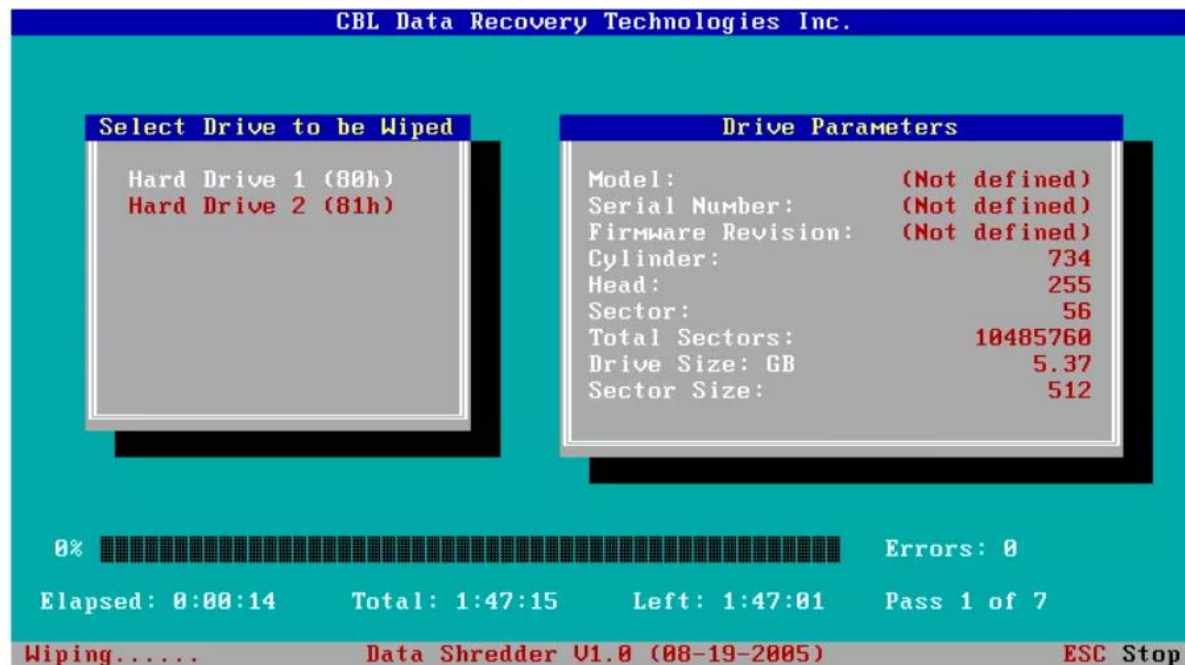 CBL Data Recovery Technologies Inc.
Select Drive to be Wiped
Hard Drive 1 (80h)
Hard Drive 2 (81h)
Drive Parameters
Model: (Not defined)
Serial Number: (Not defined)
Firmware Revision: (Not defined)
Cylinder: 734
Head: 255
Sector: 56
Total Sectors: 10485760
Drive Size: GB 5.37
Sector Size: 512
0% Errors: 0
Elapsed: 0:00:14 Total: 1:47:15 Left: 1:47:01 Pass 1 of 7
Wiping...... Data Shredder V1.0 (08-19-2005) ESC Stop